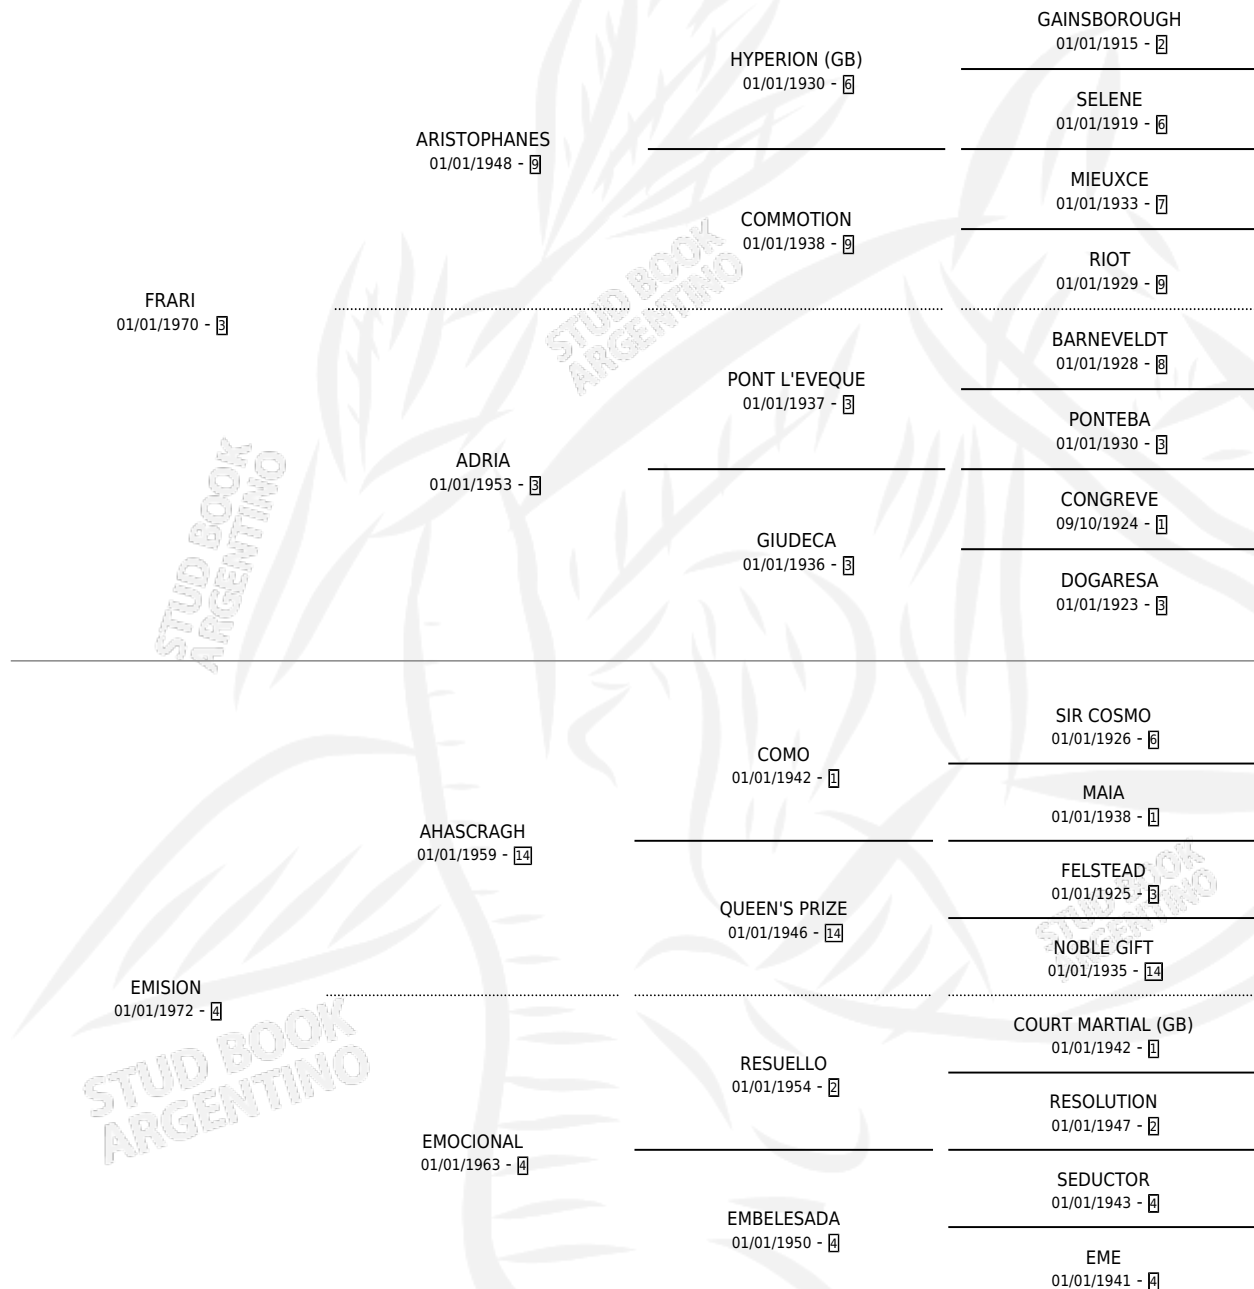 GAINSBOROUGH
01/01/1915 - 2
HYPERION (GB)
01/01/1930 - 6
SELENE
01/01/1919 - 6
ARISTOPHANES
01/01/1948 - 9
MIEUXCE
01/01/1933 - 7
COMMOTION
01/01/1938 - 9
RIOT
01/01/1929 - 9
FRARI
01/01/1970 - 3
BARNEVELDT
01/01/1928 - 8
PONT L'EVEQUE
01/01/1937 - 3
PONTEBA
01/01/1930 - 3
ADRIA
01/01/1953 - 3
CONGREVE
09/10/1924 - 1
GIUDECA
01/01/1936 - 3
DOGARESA
01/01/1923 - 3
SIR COSMO
01/01/1926 - 6
COMO
01/01/1942 - 1
MAIA
01/01/1938 - 1
AHASCRAGH
01/01/1959 - 14
FELSTEAD
01/01/1925 - 3
QUEEN'S PRIZE
01/01/1946 - 14
NOBLE GIFT
01/01/1935 - 14
EMISION
01/01/1972 - 4
COURT MARTIAL (GB)
01/01/1942 - 1
RESUELLO
01/01/1954 - 2
RESOLUTION
01/01/1947 - 2
EMOCIONAL
01/01/1963 - 4
SEDUCTOR
01/01/1943 - 4
EMBELESADA
01/01/1950 - 4
EME
01/01/1941 - 4
STUD BOOK
ARGENTINO
STUD BOOK
ARGENTINO
STUD BOOK
ARGENTINO
STUD BOOK
ARGENTINO